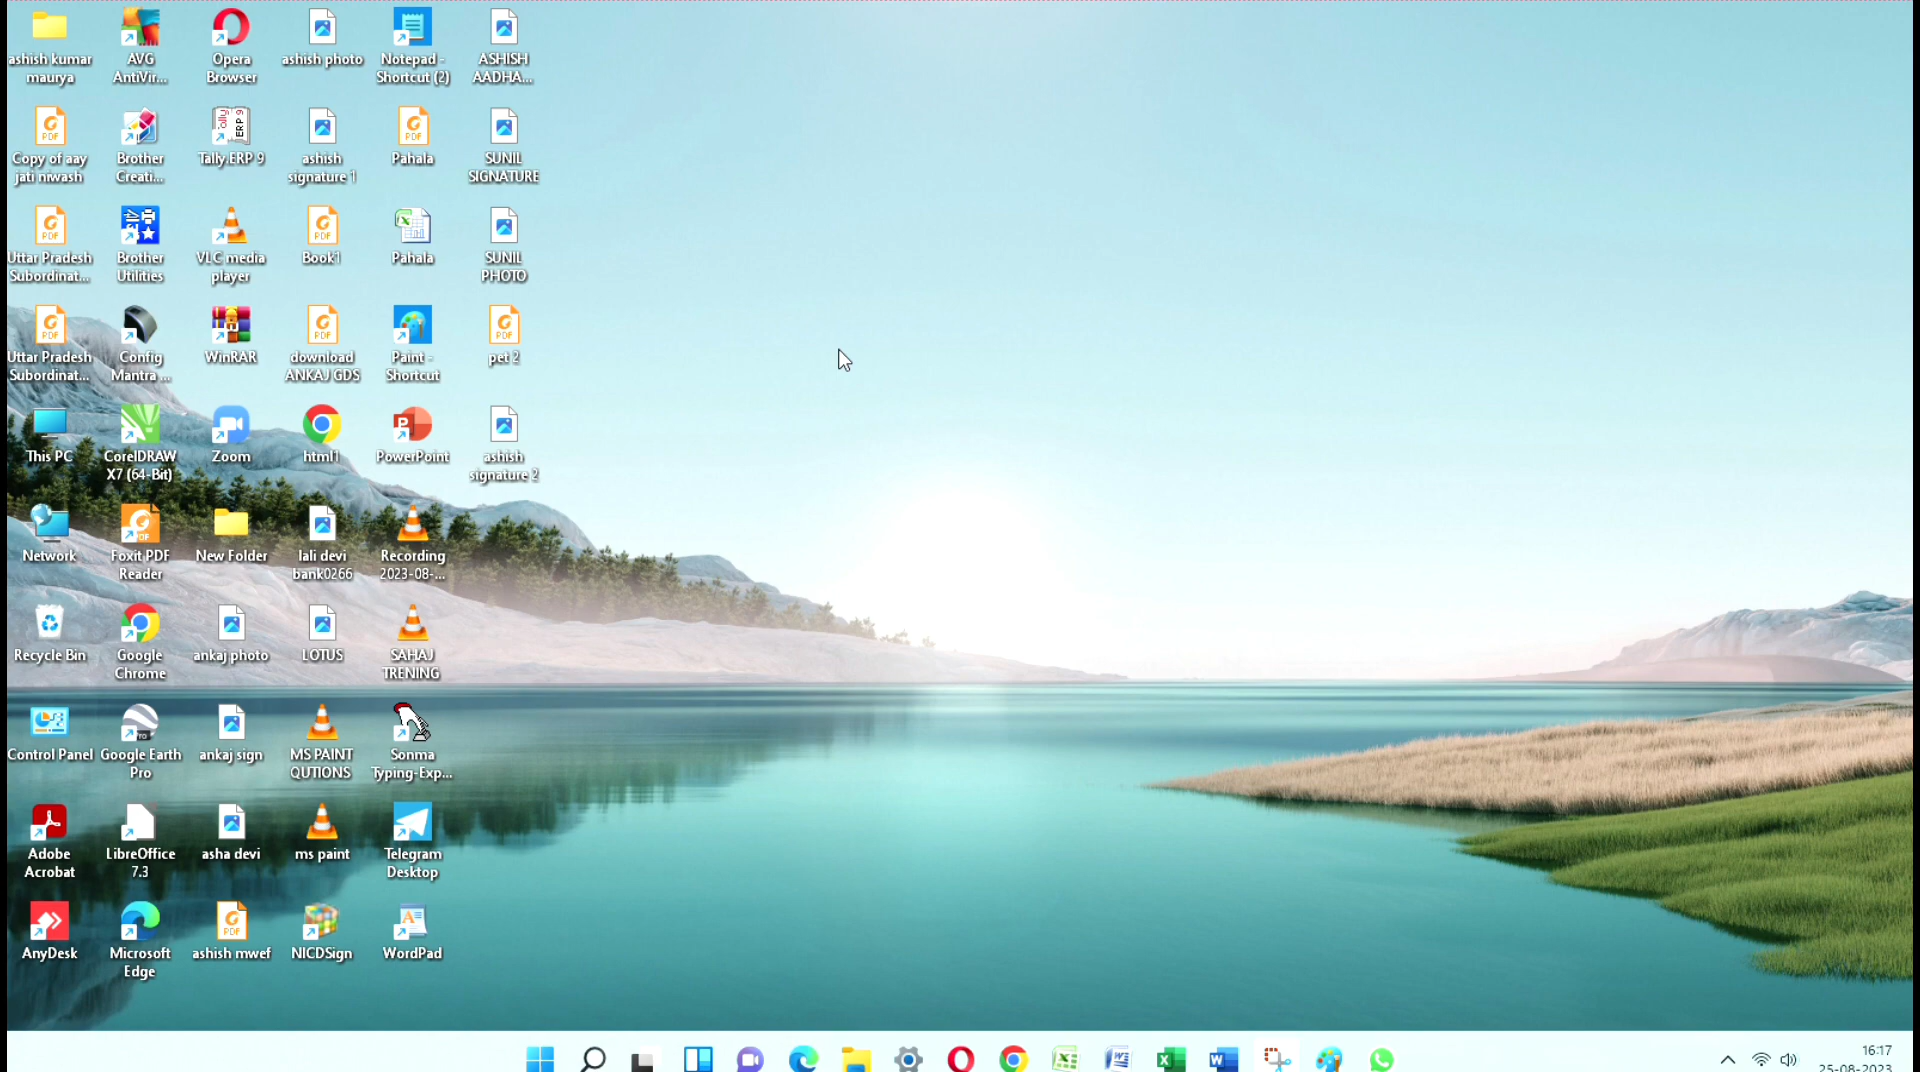 ashish kumar
maurya
AVG
AntiVir...
Opera
Browser
ashish photo
Notepad -
Shortcut (2)
ASHISH
AADHA...
Copy of aay
jati niwash
Brother
Creati...
Tally.ERP 9
ashish
signature 1
Pahala
SUNIL
SIGNATURE
Uttar Pradesh
Subordinat...
Brother
Utilities
VLC media
player
Book1
Pahala
SUNIL
PHOTO
Uttar Pradesh
Subordinat...
Config
Mantra ...
WinRAR
download
ANKAJ GDS
Paint -
Shortcut
pet 2
This PC
CorelDRAW
X7 (64-Bit)
Zoom
html1
PowerPoint
ashish
signature 2
Network
Foxit PDF
Reader
New Folder
lali devi
bank0266
Recording
2023-08-...
Recycle Bin
Google
Chrome
ankaj photo
LOTUS
SAHAJ
TRENING
Control Panel
Google Earth
Pro
ankaj sign
MS PAINT
QUTIONS
Sonma
Typing-Exp...
Adobe
Acrobat
LibreOffice
7.3
asha devi
ms paint
Telegram
Desktop
AnyDesk
Microsoft
Edge
ashish mwef
NICDSign
WordPad
16:17
25-08-2023